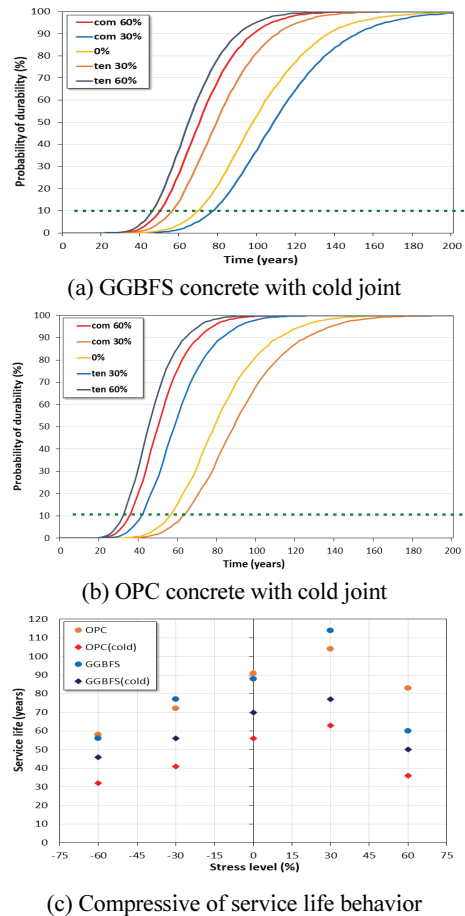 com 60%
com 30%
0%
ten 30%
ten 60%
Probability of durability (%)
100
90
80
70
60
50
40
30
20
10
0
0 20 40 60 80 100 120 140 160 180 200
Time (years)
(a) GGBFS concrete with cold joint
com 60%
com 30%
0%
ten 30%
ten 60%
Probability of durability (%)
100
90
80
70
60
50
40
30
20
10
0
0 20 40 60 80 100 120 140 160 180 200
Time (years)
(b) OPC concrete with cold joint
OPC
OPC(cold)
GGBFS
GGBFS(cold)
Service life (years)
120
110
100
90
80
70
60
50
40
30
20
10
0
-75 -60 -45 -30 -15 0 15 30 45 60 75
Stress level (%)
(c) Compressive of service life behavior